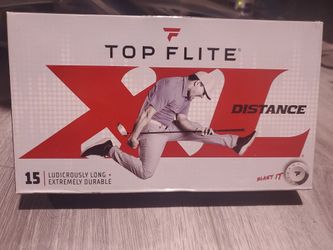 TOP FLITE®
XL
DISTANCE
15 LUDICROUSLY LONG +
EXTREMELY DURABLE
BLAST IT